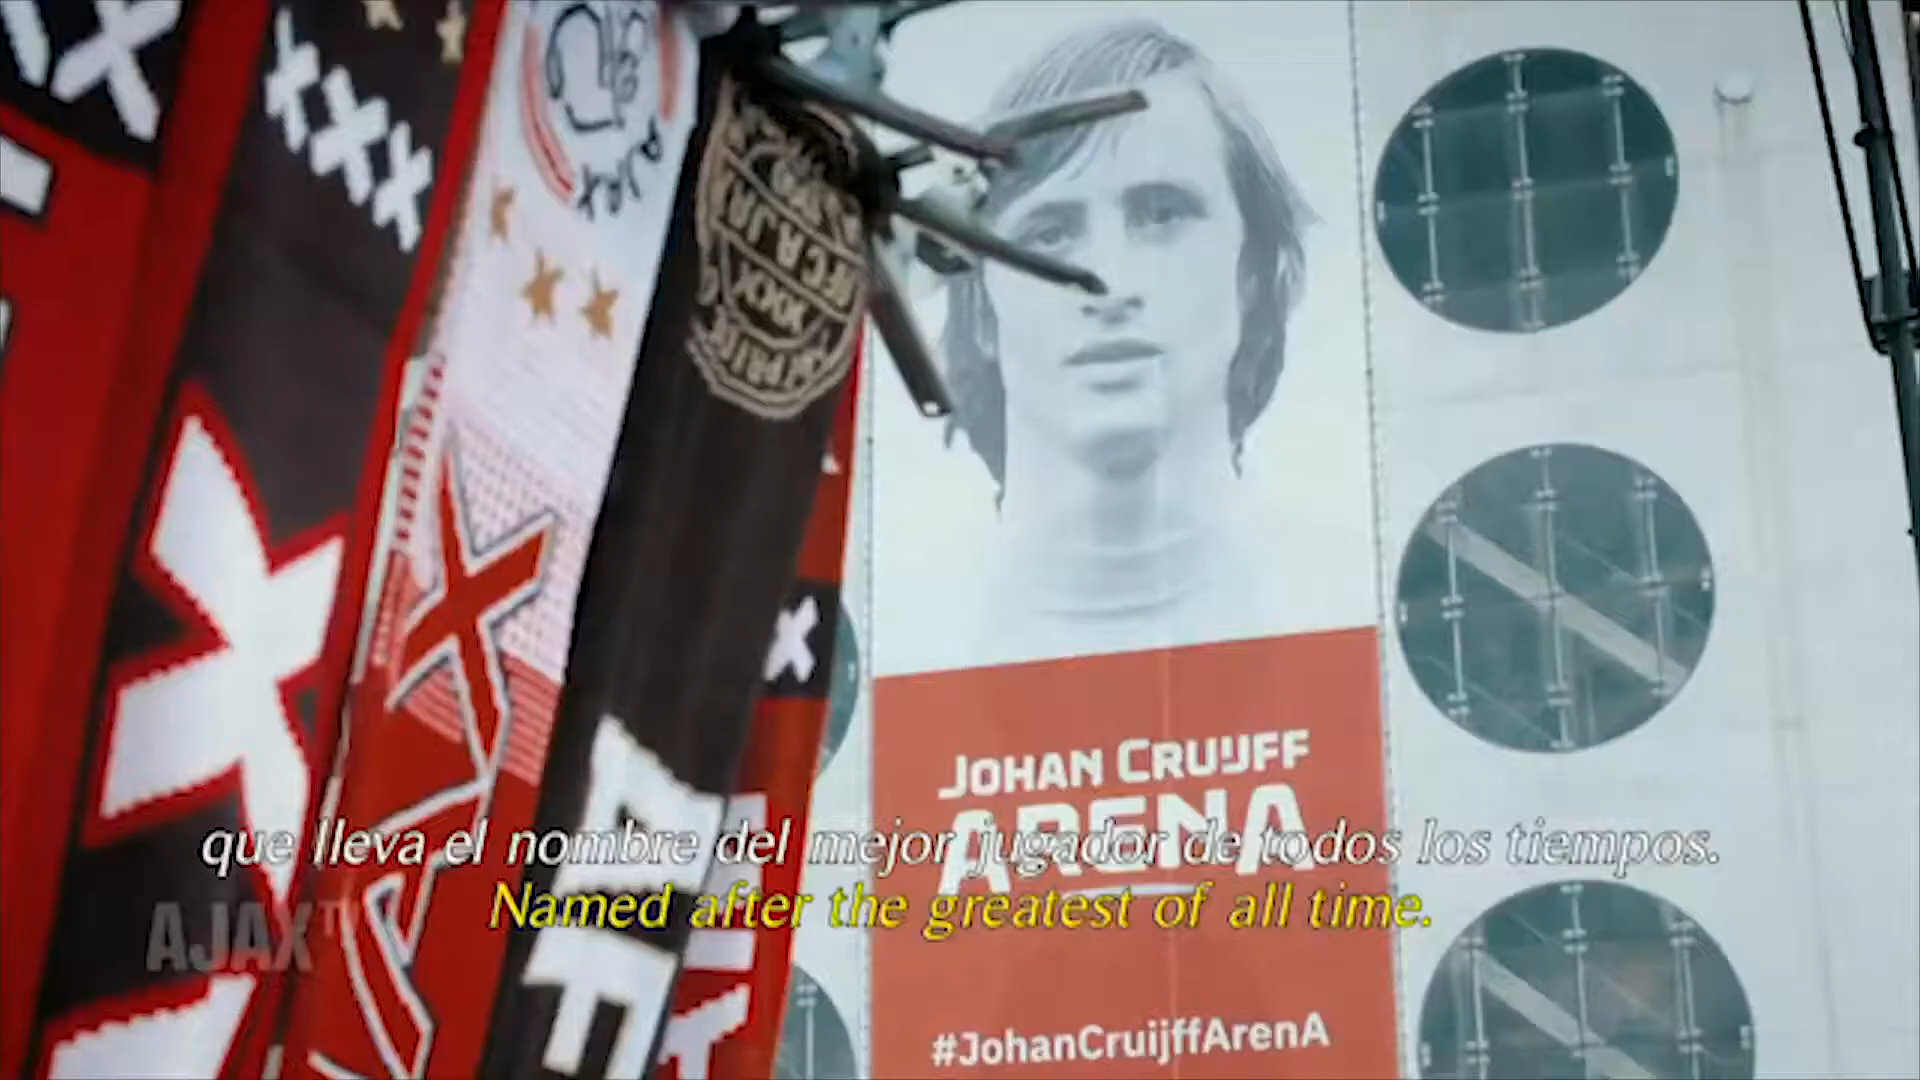 AJAX
JOHAN CRUIJFF
ARENA
que lleva el nombre del mejor jugador de todos los tiempos.
Named after the greatest of all time.
AJAX TV
#JohanCruijffArenA